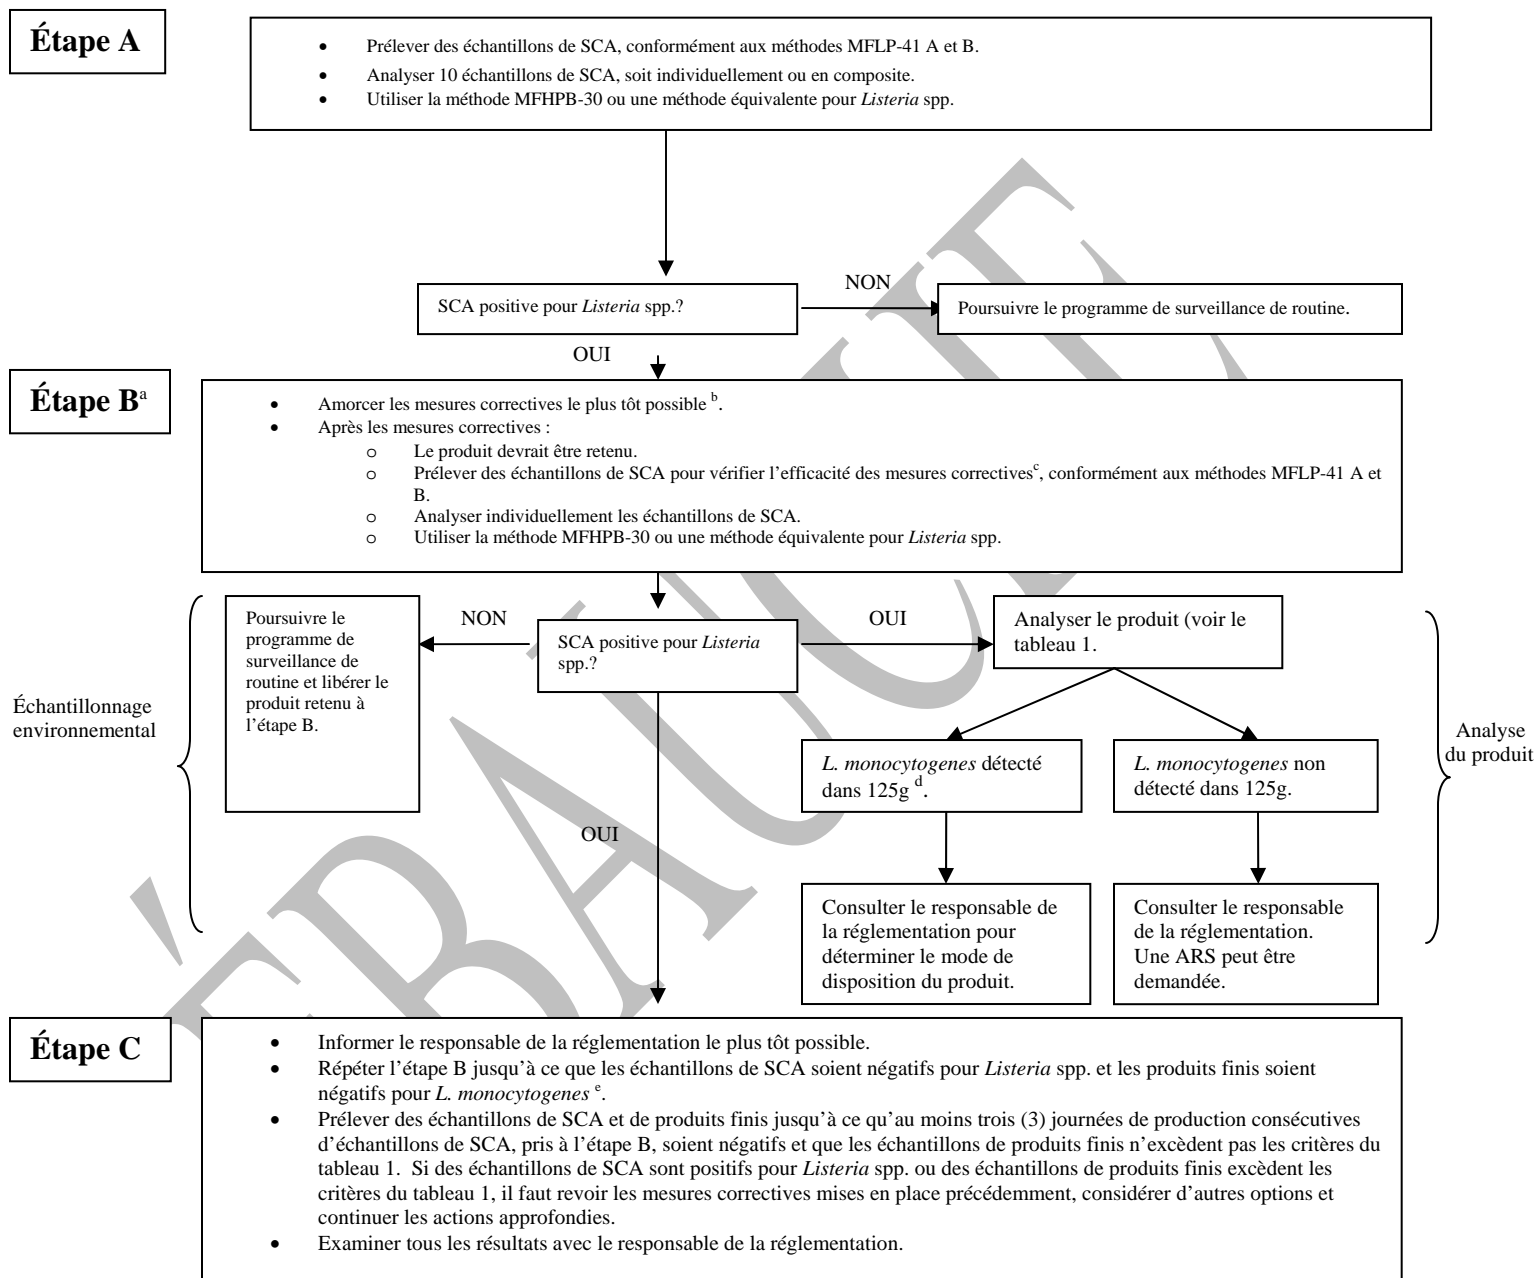 Étape A
• Prélever des échantillons de SCA, conformément aux méthodes MFLP-41 A et B.
• Analyser 10 échantillons de SCA, soit individuellement ou en composite.
• Utiliser la méthode MFHPB-30 ou une méthode équivalente pour Listeria spp.
SCA positive pour Listeria spp.?
NON
Poursuivre le programme de surveillance de routine.
OUI
Étape B a
• Amorcer les mesures correctives le plus tôt possible b.
• Après les mesures correctives :
o Le produit devrait être retenu.
o Prélever des échantillons de SCA pour vérifier l’efficacité des mesures correctives c, conformément aux méthodes MFLP-41 A et
B.
o Analyser individuellement les échantillons de SCA.
o Utiliser la méthode MFHPB-30 ou une méthode équivalente pour Listeria spp.
Échantillonnage
environnemental
Poursuivre le
programme de
surveillance de
routine et libérer le
produit retenu à
l’étape B.
NON
SCA positive pour Listeria
spp.?
OUI
Analyser le produit (voir le
tableau 1.
L. monocytogenes détecté
dans 125g d.
L. monocytogenes non
détecté dans 125g.
Analyse
du produit
OUI
Consulter le responsable de
la réglementation pour
déterminer le mode de
disposition du produit.
Consulter le responsable
de la réglementation.
Une ARS peut être
demandée.
Étape C
• Informer le responsable de la réglementation le plus tôt possible.
• Répéter l’étape B jusqu’à ce que les échantillons de SCA soient négatifs pour Listeria spp. et les produits finis soient
négatifs pour L. monocytogenes e.
• Prélever des échantillons de SCA et de produits finis jusqu’à ce qu’au moins trois (3) journées de production consécutives
d’échantillons de SCA, pris à l’étape B, soient négatifs et que les échantillons de produits finis n’excèdent pas les critères du
tableau 1.  Si des échantillons de SCA sont positifs pour Listeria spp. ou des échantillons de produits finis excèdent les
critères du tableau 1, il faut revoir les mesures correctives mises en place précédemment, considérer d’autres options et
continuer les actions approfondies.
• Examiner tous les résultats avec le responsable de la réglementation.
ÉBAUCHE